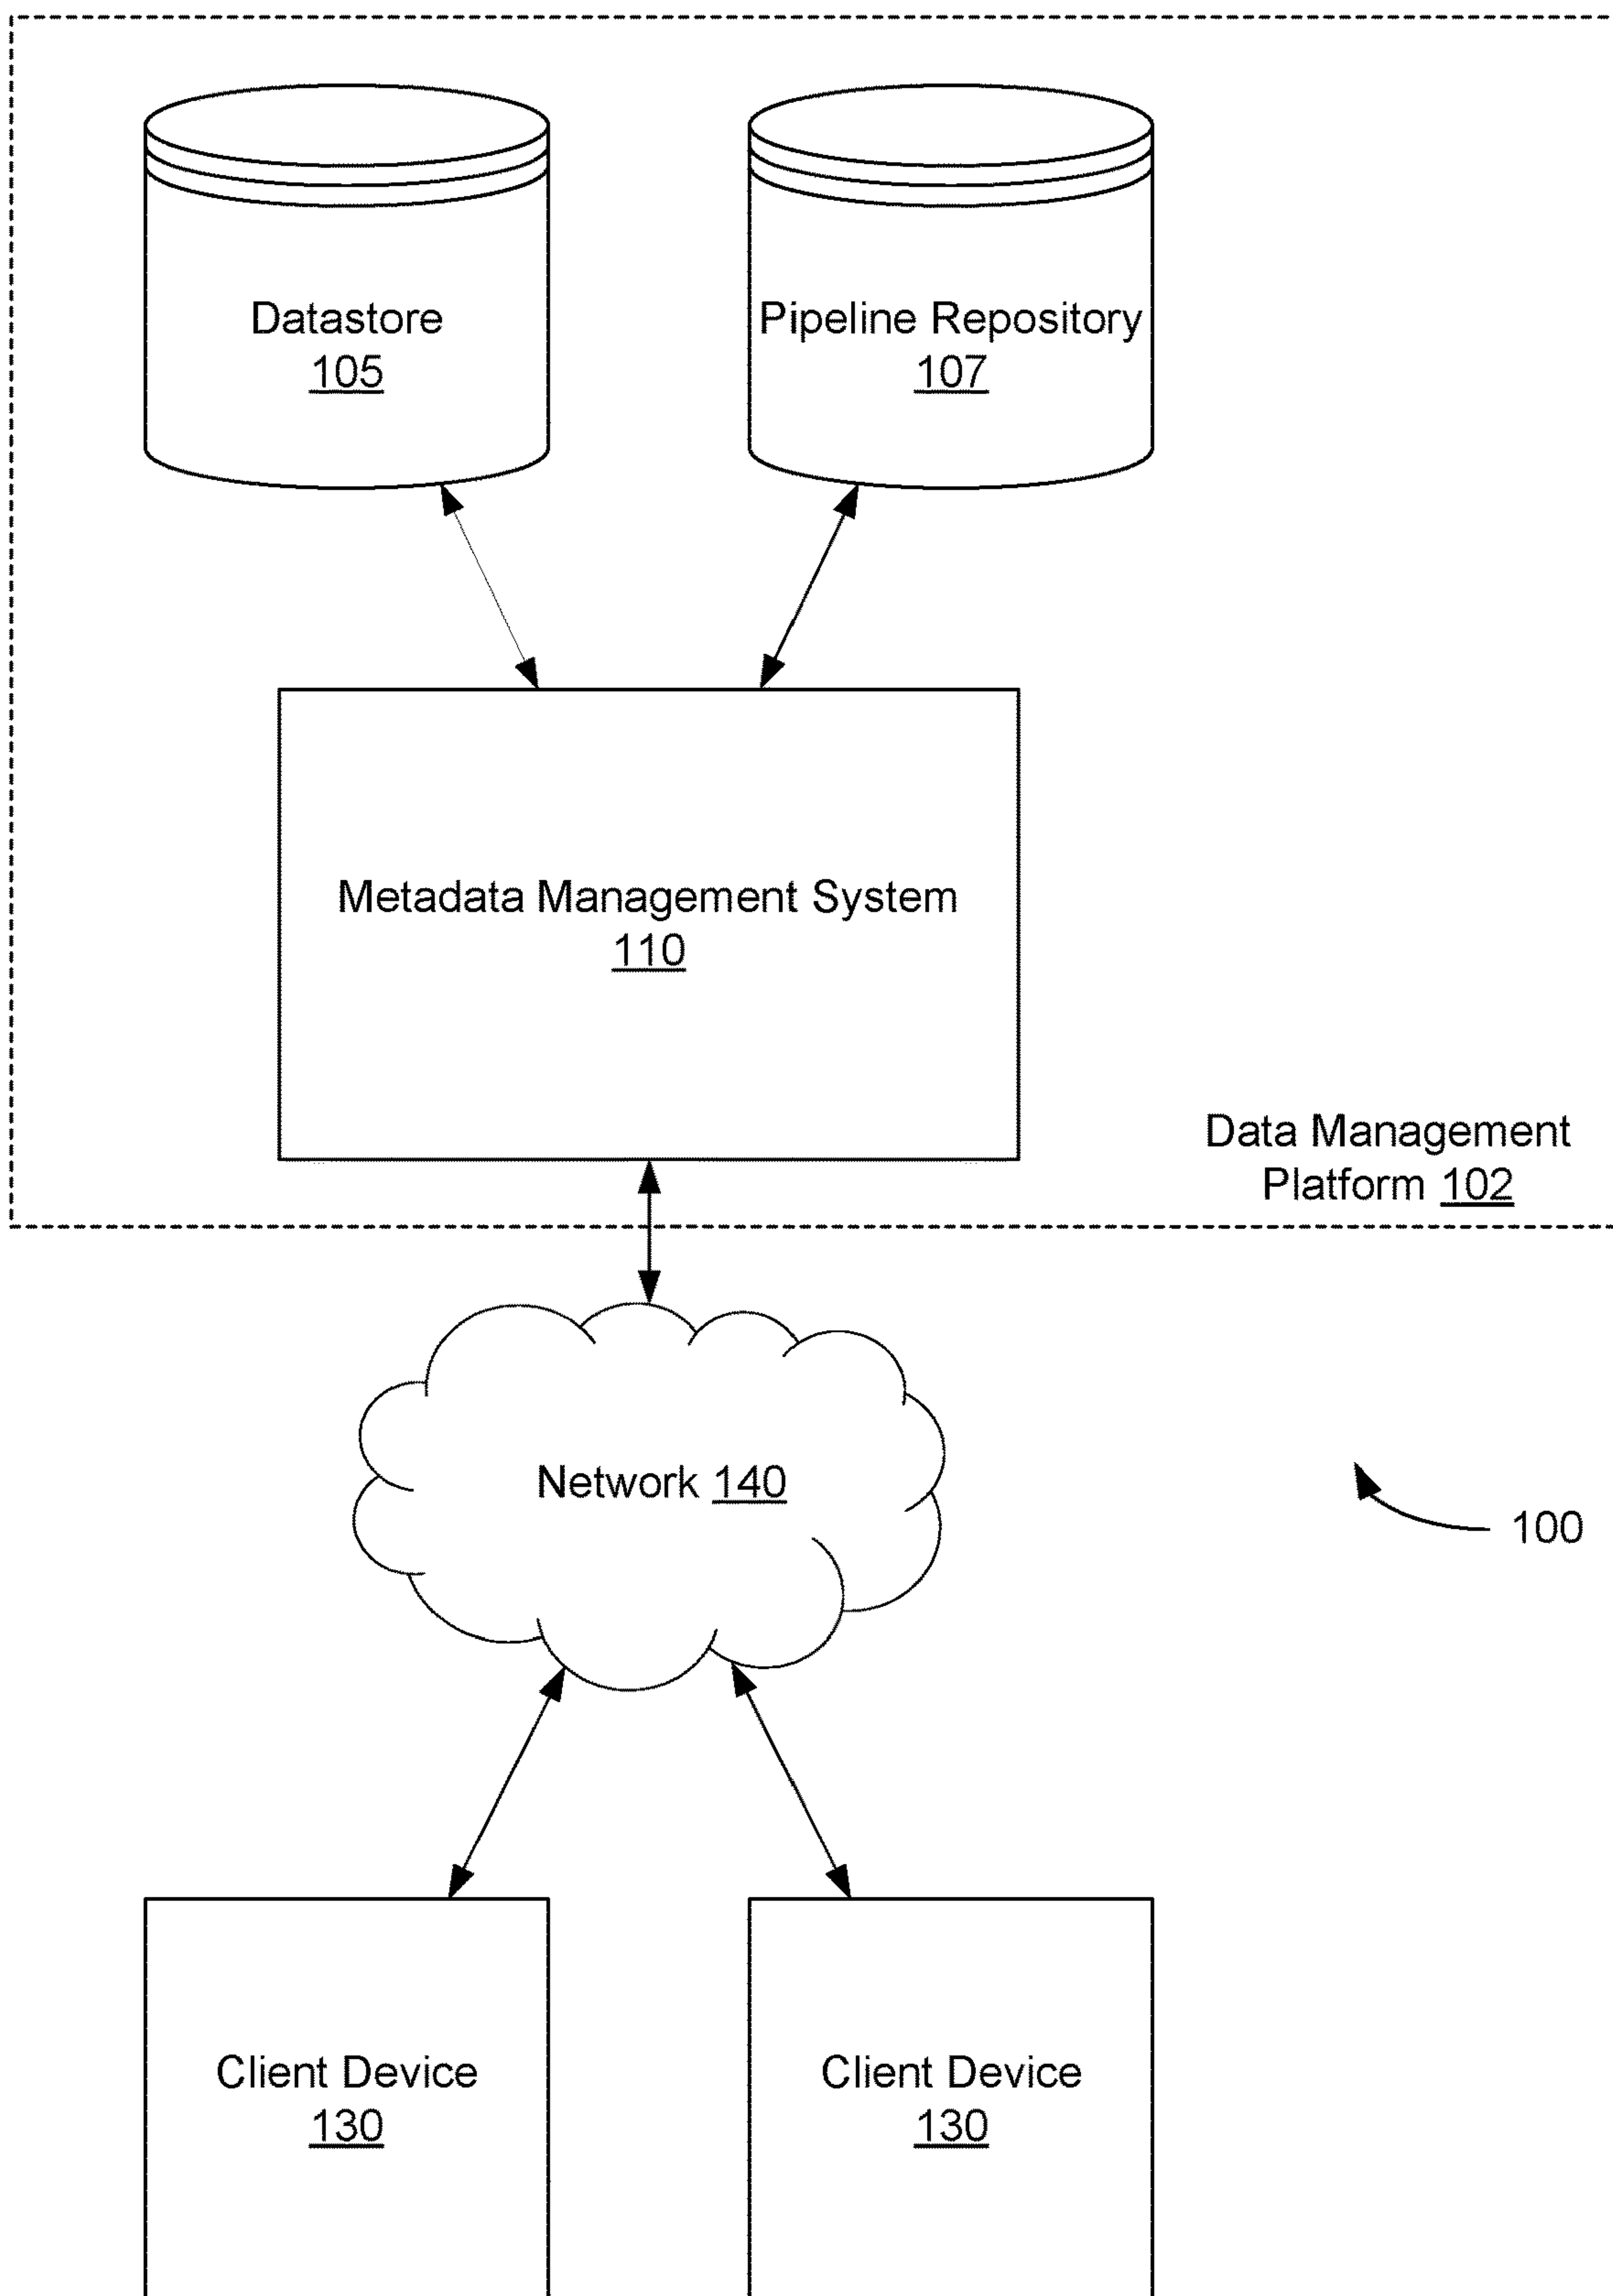 Datastore
105
Pipeline Repository
107
Metadata Management System
110
Data Management
Platform 102
Network 140
100
Client Device
130
Client Device
130